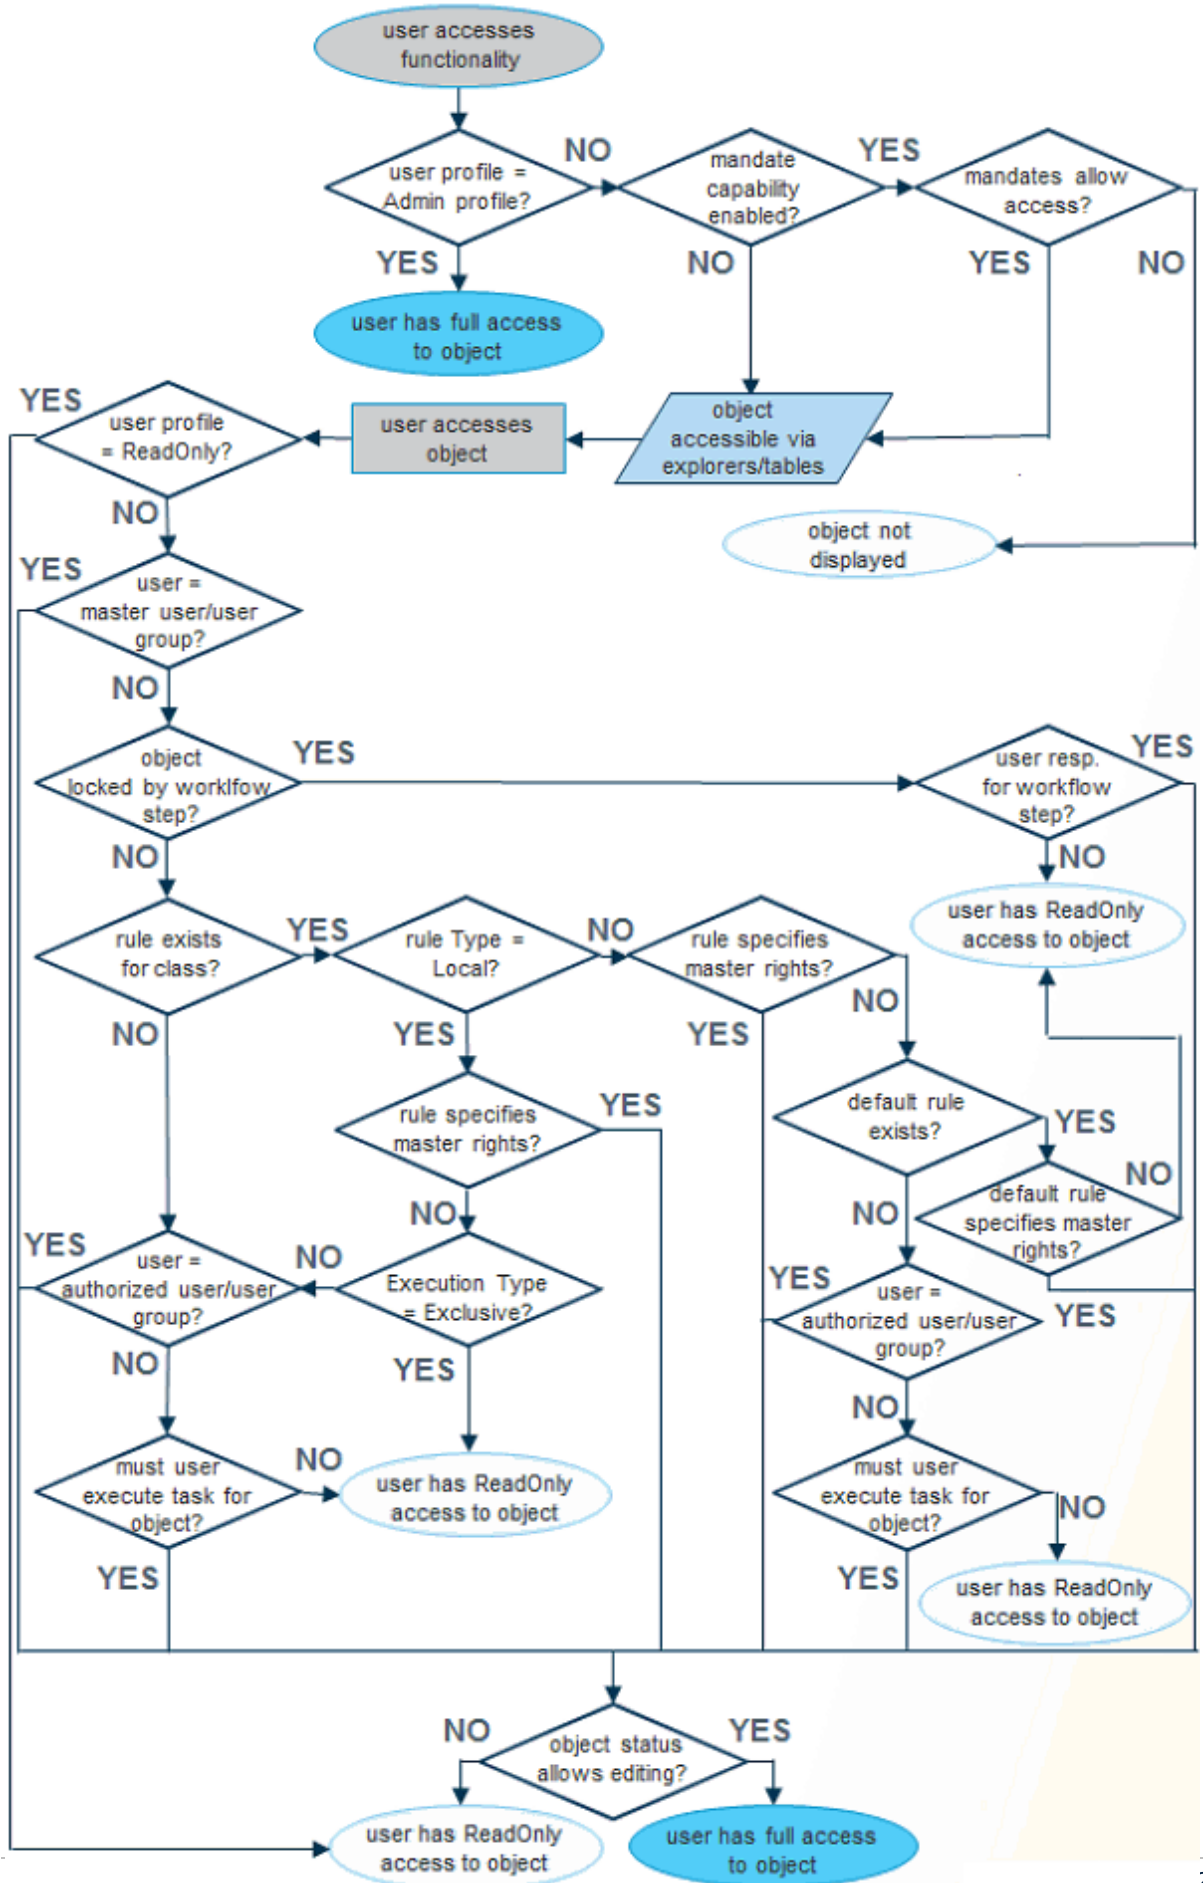 user accesses
functionality
user profile =
Admin profile?
NO
mandate
capability
enabled?
YES
mandates allow
access?
YES
NO
YES
NO
user has full access
to object
YES
user profile
= ReadOnly?
user accesses
object
object
accessible via
explorers/tables
NO
object not
displayed
YES
user =
master user/user
group?
NO
object
locked by worklfow
step?
YES
user resp.
for workflow
step?
YES
NO
NO
user has ReadOnly
access to object
rule exists
for class?
YES
rule Type =
Local?
NO
rule specifies
master rights?
NO
NO
YES
YES
rule specifies
master rights?
YES
default rule
exists?
YES
NO
default rule
specifies master
rights?
NO
NO
YES
YES
user =
authorized user/user
group?
NO
Execution Type
= Exclusive?
YES
user =
authorized user/user
group?
NO
YES
NO
must user
execute task for
object?
NO
user has ReadOnly
access to object
must user
execute task for
object?
NO
YES
YES
user has ReadOnly
access to object
NO
object status
allows editing?
YES
user has ReadOnly
access to object
user has full access
to object